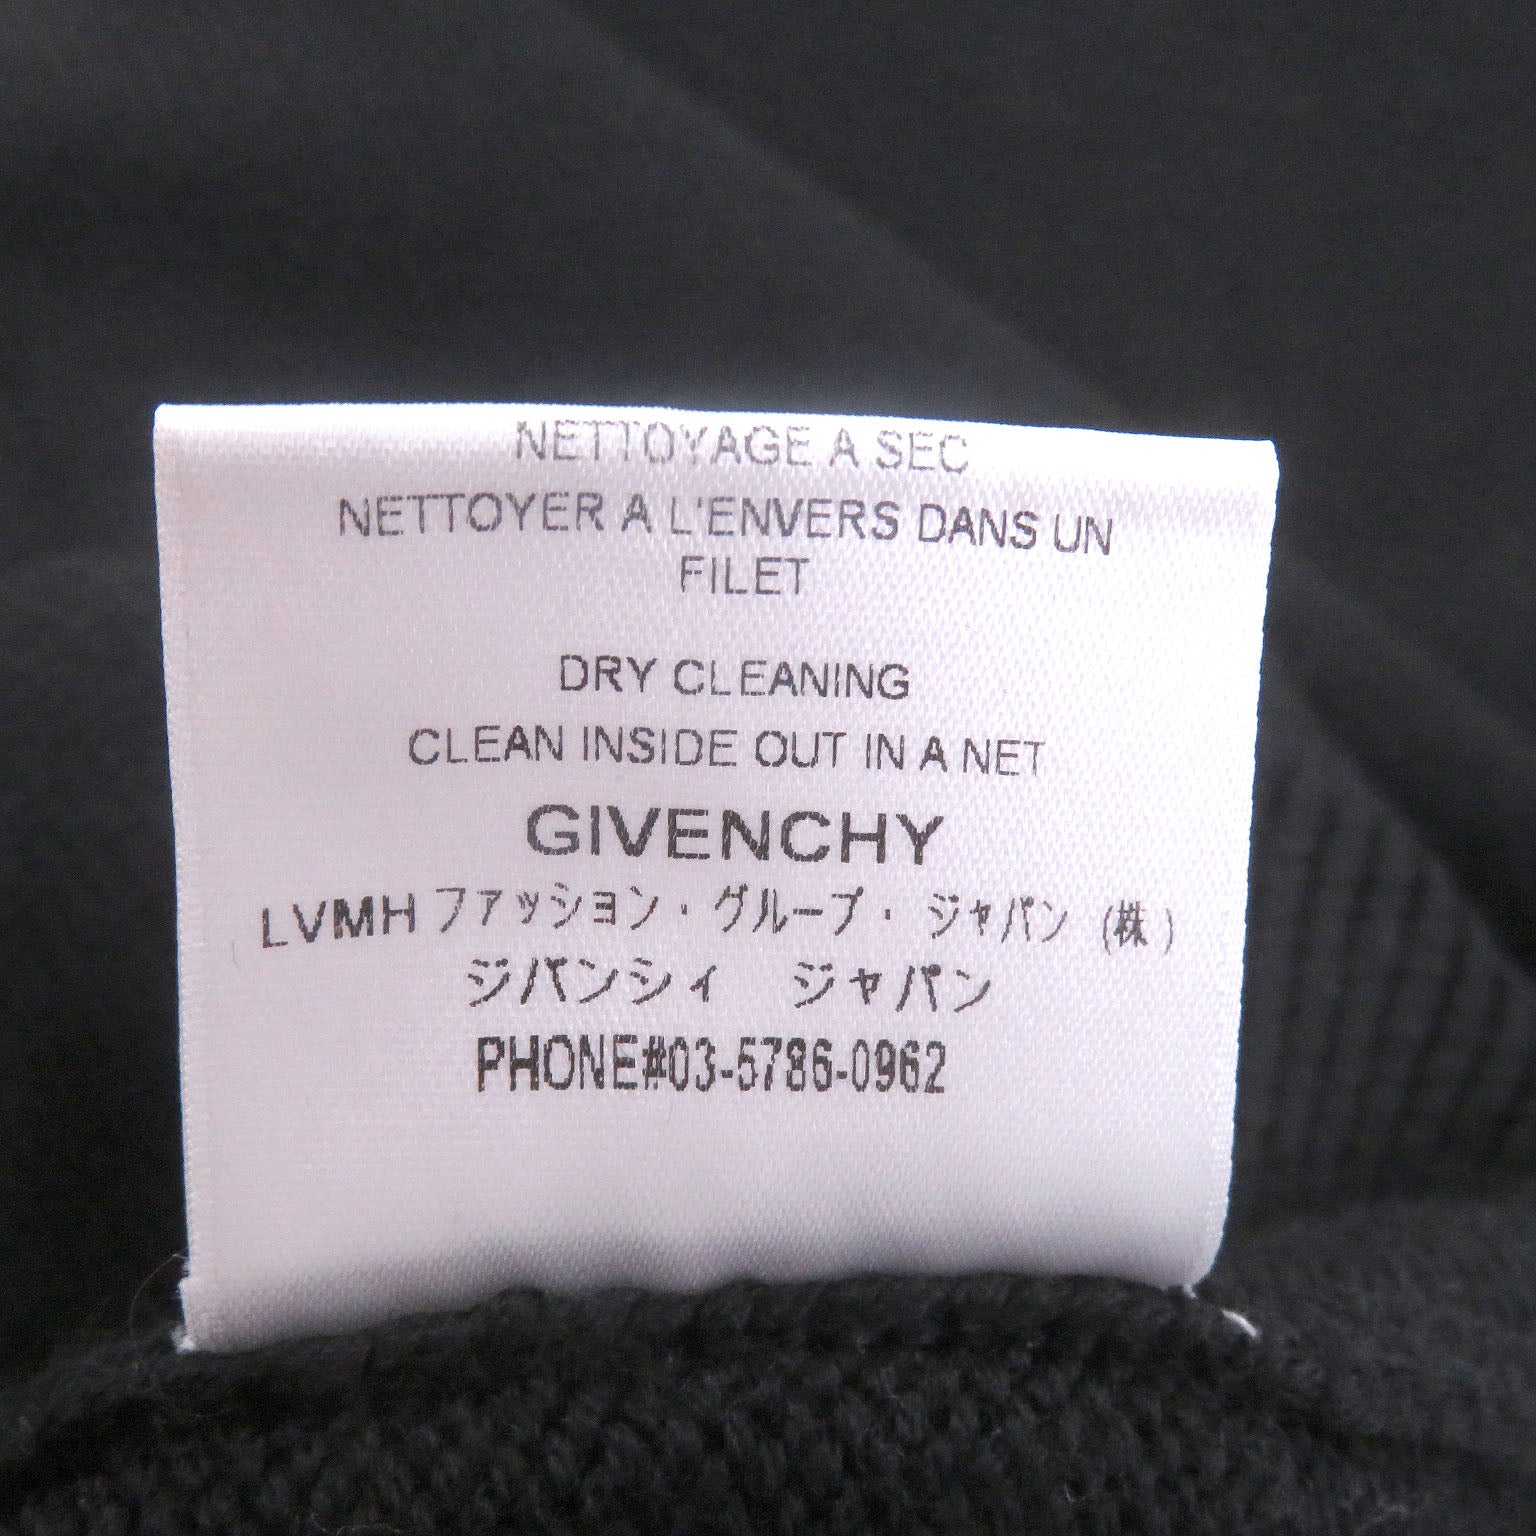 NETTOYAGE A SEC
NETTOYER A L'ENVERS DANS UN
FILET
DRY CLEANING
CLEAN INSIDE OUT IN A NET
GIVENCHY
LVMH ファッション・グループ・ジャパン (株)
ジバンシィ ジャパン
PHONE#03-5786-0962